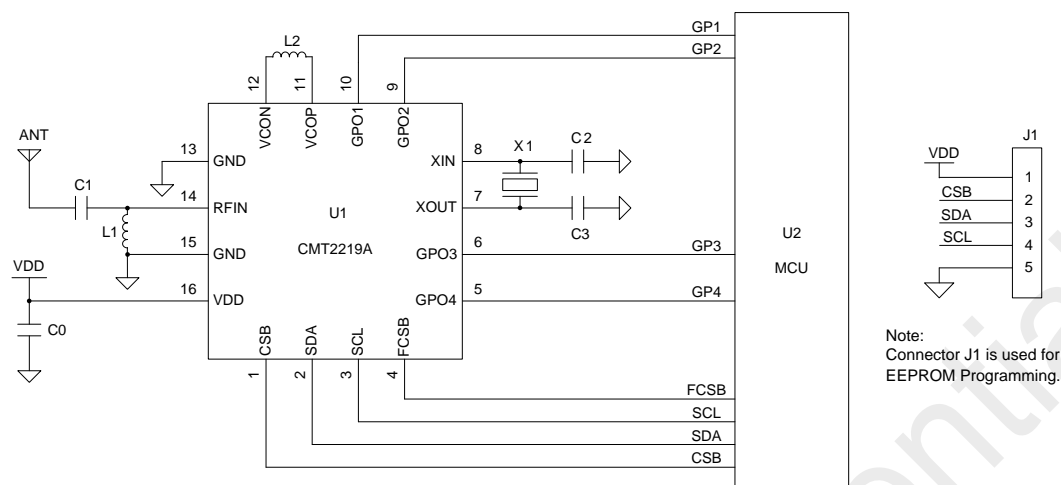 GP1
GP2
L2
12
11
10
9
VCON
VCOP
GPO1
GPO2
ANT
C1
L1
13
GND
14
RFIN
15
GND
16
VDD
VDD
C0
U1
CMT2219A
XIN
8
XOUT
7
GPO3
6
GPO4
5
X1
C2
C3
GP3
GP4
CSB
SDA
SCL
FCSB
1
2
3
4
FCSB
SCL
SDA
CSB
U2
MCU
J1
VDD
1
CSB
2
SDA
3
SCL
4
5
Note:
Connector J1 is used for
EEPROM Programming.